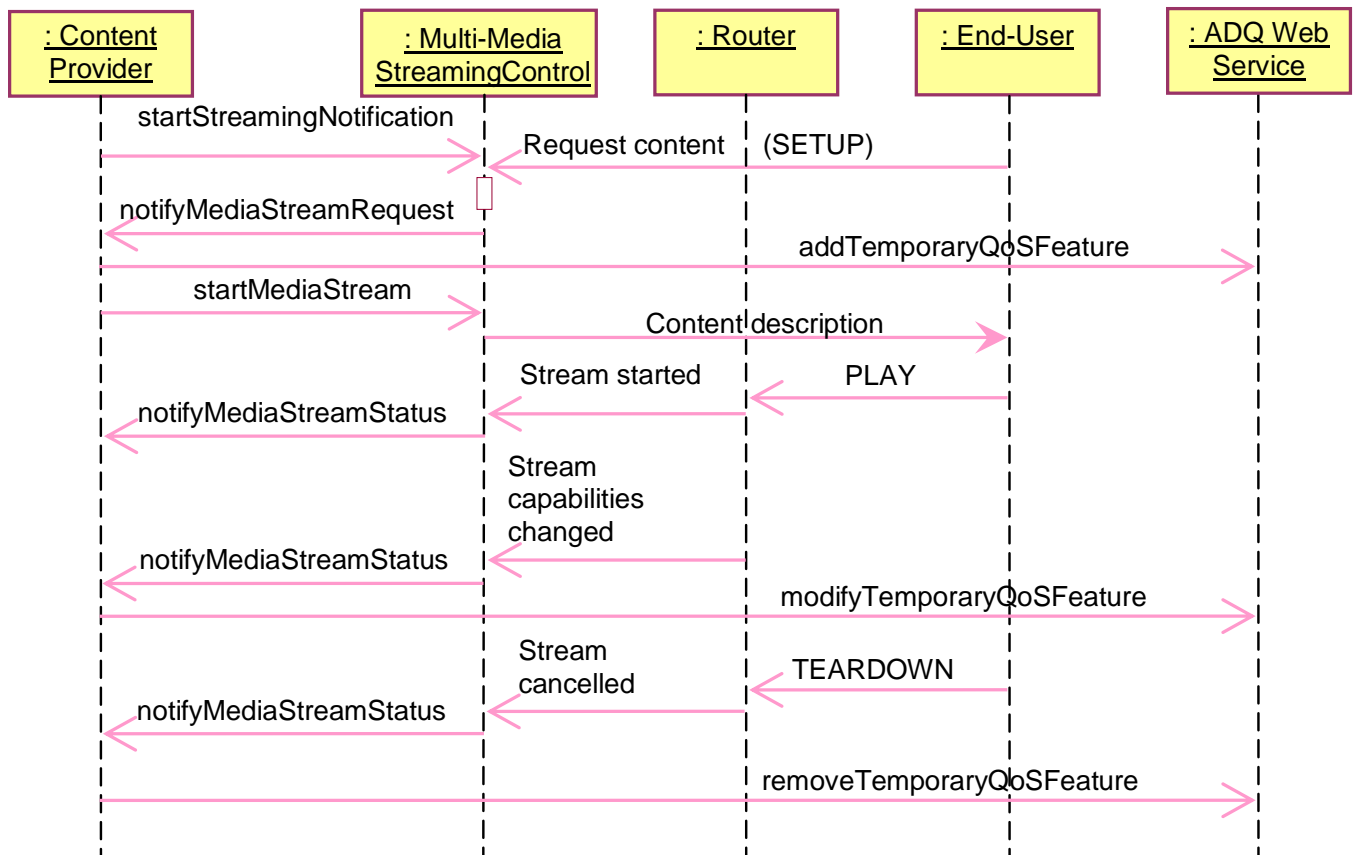 : Content
Provider
: Multi-Media
StreamingControl
: Router
: End-User
: ADQ Web
Service
startStreamingNotification
Request content (SETUP)
notifyMediaStreamRequest
addTemporaryQoSFeature
startMediaStream
Content description
Stream started
PLAY
notifyMediaStreamStatus
Stream
capabilities
changed
notifyMediaStreamStatus
modifyTemporaryQoSFeature
Stream
cancelled
TEARDOWN
notifyMediaStreamStatus
removeTemporaryQoSFeature